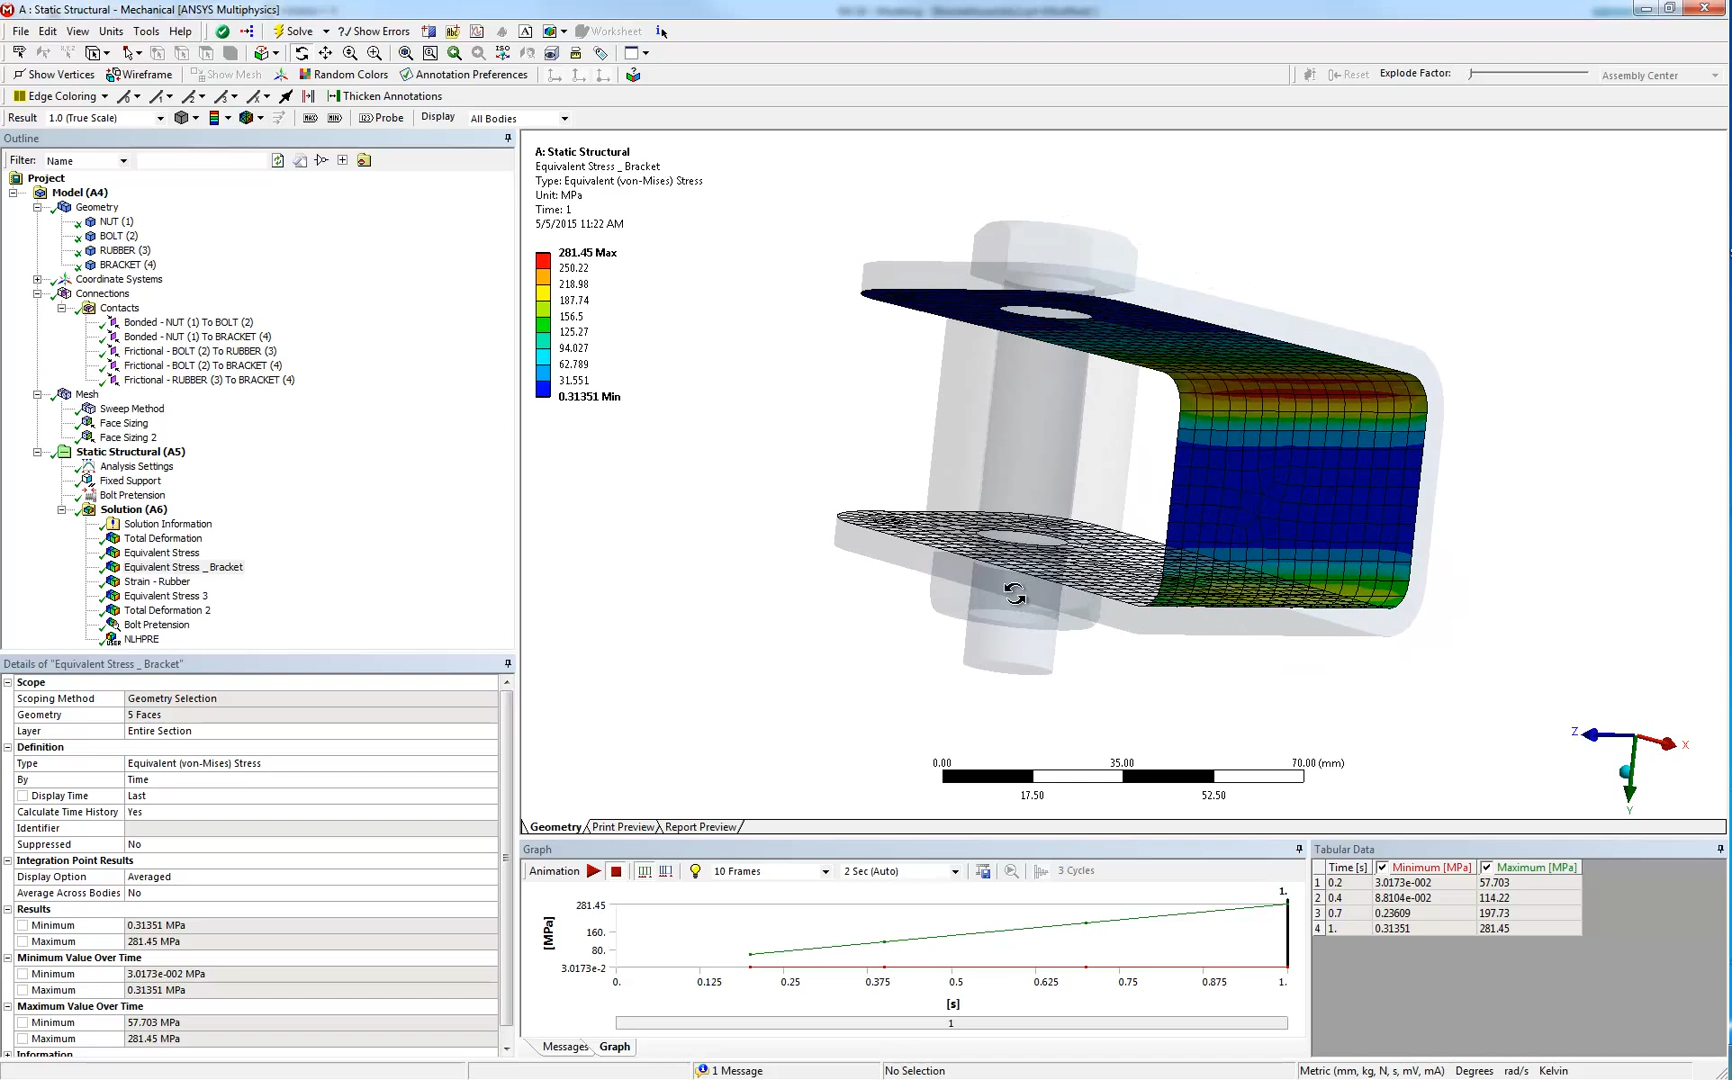 A : Static Structural - Mechanical [ANSYS Multiphysics]
File Edit View Units Tools Help Solve ?/ Show Errors Worksheet
Show Vertices Wireframe Show Mesh Random Colors Annotation Preferences Reset Explode Factor: Assembly Center
Edge Coloring Thicken Annotations
Result 1.0 (True Scale) Probe Display All Bodies
Outline
Filter: Name
Project
Model (A4)
Geometry
NUT (1)
BOLT (2)
RUBBER (3)
BRACKET (4)
Coordinate Systems
Connections
Contacts
Bonded - NUT (1) To BOLT (2)
Bonded - NUT (1) To BRACKET (4)
Frictional - BOLT (2) To RUBBER (3)
Frictional - BOLT (2) To BRACKET (4)
Frictional - RUBBER (3) To BRACKET (4)
Mesh
Sweep Method
Face Sizing
Face Sizing 2
Static Structural (A5)
Analysis Settings
Fixed Support
Bolt Pretension
Solution (A6)
Solution Information
Total Deformation
Equivalent Stress
Equivalent Stress _ Bracket
Strain - Rubber
Equivalent Stress 3
Total Deformation 2
Bolt Pretension
NLHPRE
Details of "Equivalent Stress _ Bracket"
Scope
Scoping Method Geometry Selection
Geometry 5 Faces
Layer Entire Section
Definition
Type Equivalent (von-Mises) Stress
By Time
Display Time Last
Calculate Time History Yes
Identifier
Suppressed No
Integration Point Results
Display Option Averaged
Average Across Bodies No
Results
Minimum 0.31351 MPa
Maximum 281.45 MPa
Minimum Value Over Time
Minimum 3.0173e-002 MPa
Maximum 0.31351 MPa
Maximum Value Over Time
Minimum 57.703 MPa
Maximum 281.45 MPa
Information
A: Static Structural
Equivalent Stress _ Bracket
Type: Equivalent (von-Mises) Stress
Unit: MPa
Time: 1
5/5/2015 11:22 AM
281.45 Max
250.22
218.98
187.74
156.5
125.27
94.027
62.789
31.551
0.31351 Min
0.00 35.00 70.00 (mm)
17.50 52.50
Z X
Y
Geometry Print Preview Report Preview
Graph
Animation 10 Frames 2 Sec (Auto) 3 Cycles
1.
281.45
160.
80.
3.0173e-2
[MPa]
0. 0.125 0.25 0.375 0.5 0.625 0.75 0.875 1.
[s]
1
Messages Graph
Tabular Data
Time [s] Minimum [MPa] Maximum [MPa]
1 0.2 3.0173e-002 57.703
2 0.4 8.8104e-002 114.22
3 0.7 0.23609 197.73
4 1. 0.31351 281.45
1 Message No Selection Metric (mm, kg, N, s, mV, mA) Degrees rad/s Kelvin